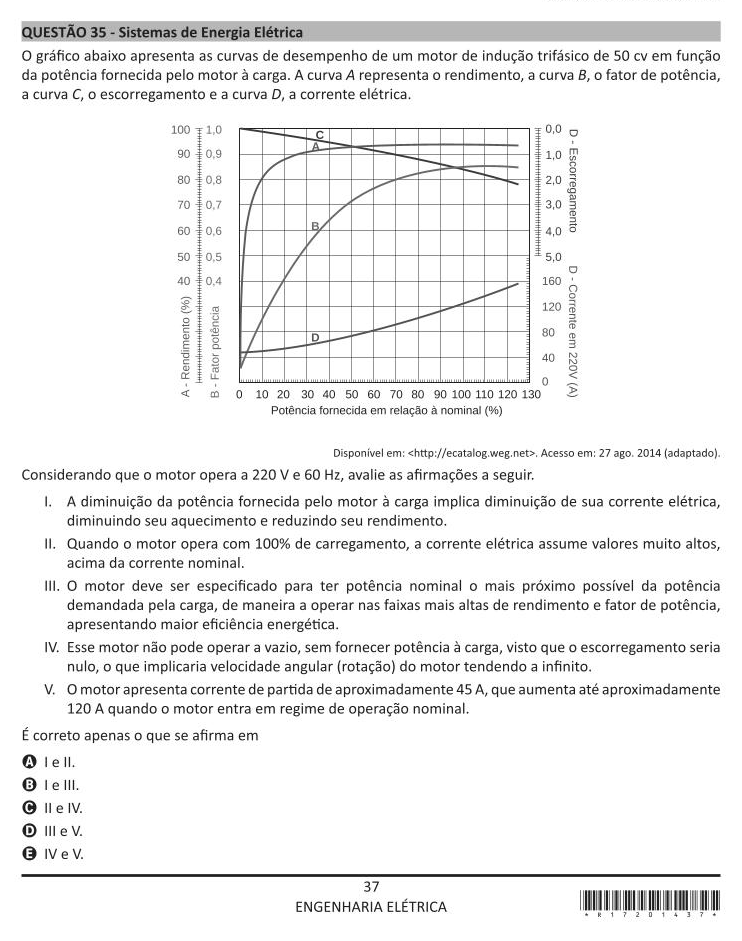 QUESTÃO 35 - Sistemas de Energia Elétrica
O gráfico abaixo apresenta as curvas de desempenho de um motor de indução trifásico de 50 cv em função
da potência fornecida pelo motor à carga. A curva A representa o rendimento, a curva B, o fator de potência,
a curva C, o escorregamento e a curva D, a corrente elétrica.
100 1,0
90 0,9
80 0,8
70 0,7
60 0,6
50 0,5
40 0,4
A - Rendimento (%)
B - Fator potência
C
A
B
D
0,0
1,0
2,0
3,0
4,0
5,0
160
120
80
40
0
D - Escorregamento
D - Corrente em 220V (A)
0 10 20 30 40 50 60 70 80 90 100 110 120 130
Potência fornecida em relação à nominal (%)
Disponível em: <http://ecatalog.weg.net>. Acesso em: 27 ago. 2014 (adaptado).
Considerando que o motor opera a 220 V e 60 Hz, avalie as afirmações a seguir.
I. A diminuição da potência fornecida pelo motor à carga implica diminuição de sua corrente elétrica,
diminuindo seu aquecimento e reduzindo seu rendimento.
II. Quando o motor opera com 100% de carregamento, a corrente elétrica assume valores muito altos,
acima da corrente nominal.
III. O motor deve ser especificado para ter potência nominal o mais próximo possível da potência
demandada pela carga, de maneira a operar nas faixas mais altas de rendimento e fator de potência,
apresentando maior eficiência energética.
IV. Esse motor não pode operar a vazio, sem fornecer potência à carga, visto que o escorregamento seria
nulo, o que implicaria velocidade angular (rotação) do motor tendendo a infinito.
V. O motor apresenta corrente de partida de aproximadamente 45 A, que aumenta até aproximadamente
120 A quando o motor entra em regime de operação nominal.
É correto apenas o que se afirma em
A I e II.
B I e III.
C II e IV.
D III e V.
E IV e V.
37
ENGENHARIA ELÉTRICA
* R 1 7 2 0 1 4 3 7 *